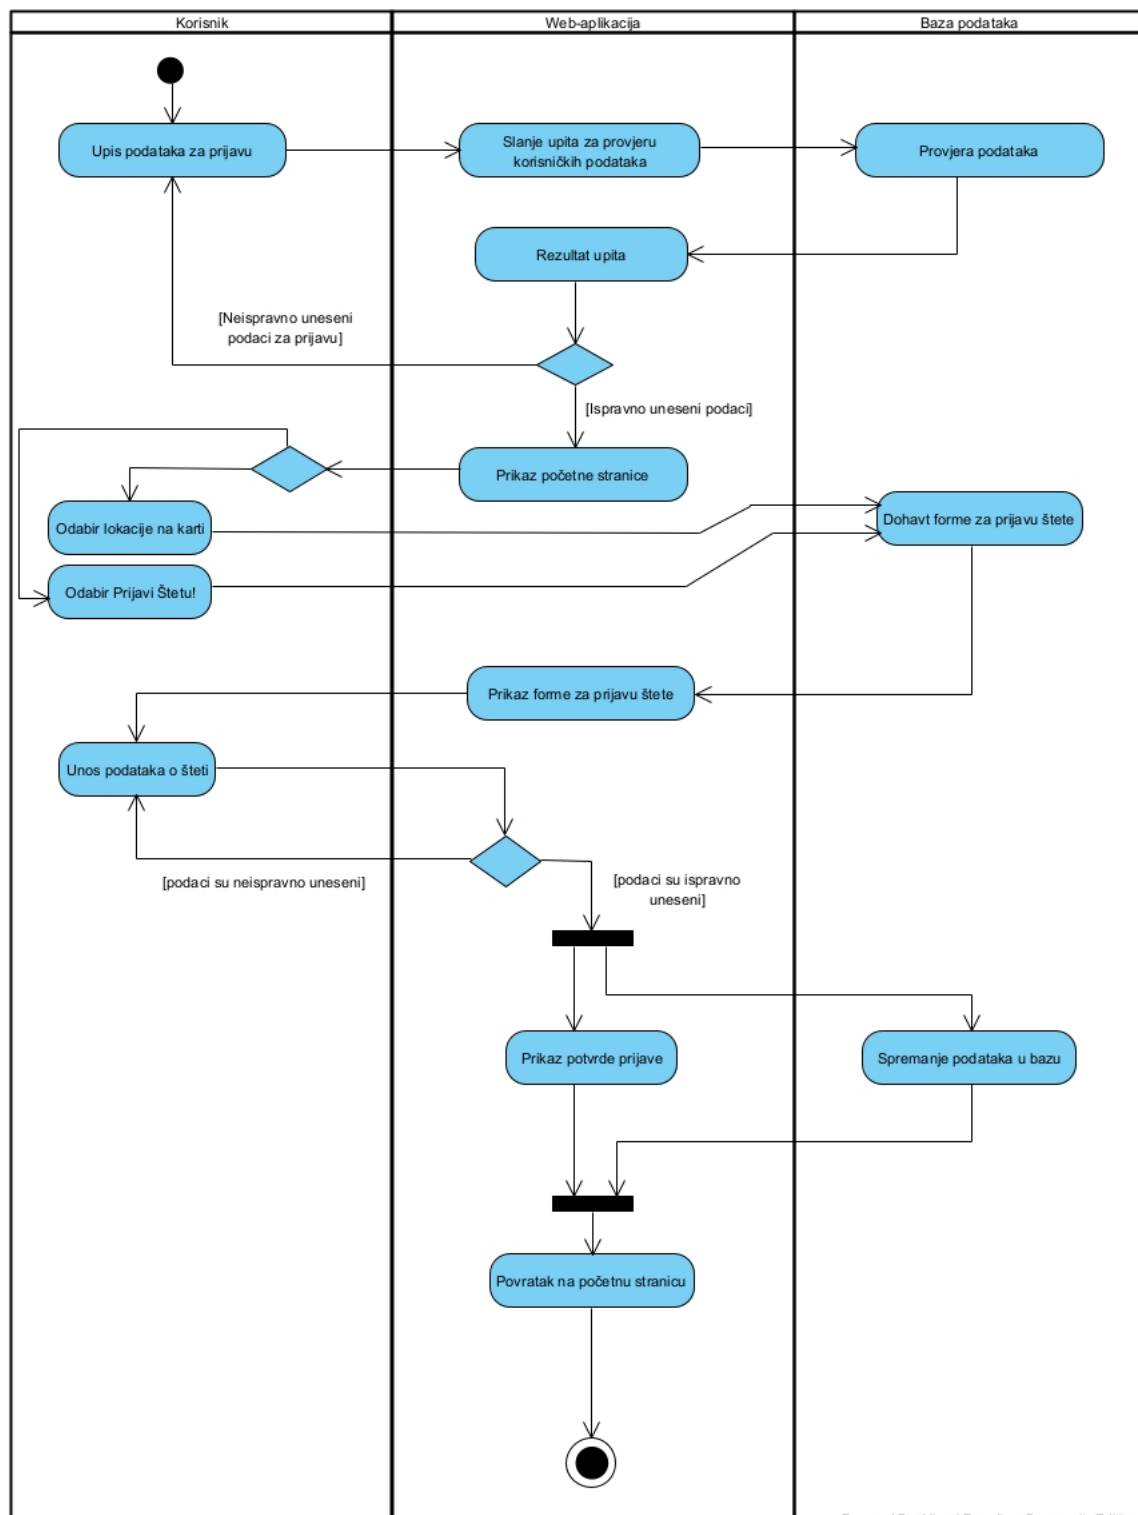 Korisnik
Web-aplikacija
Baza podataka
Upis podataka za prijavu
Slanje upita za provjeru
korisničkih podataka
Provjera podataka
Rezultat upita
[Neispravno uneseni
podaci za prijavu]
[Ispravno uneseni podaci]
Prikaz početne stranice
Odabir lokacije na karti
Dohavt forme za prijavu štete
Odabir Prijavi Štetu!
Prikaz forme za prijavu štete
Unos podataka o šteti
[podaci su neispravno uneseni]
[podaci su ispravno
uneseni]
Prikaz potvrde prijave
Spremanje podataka u bazu
Povratak na početnu stranicu